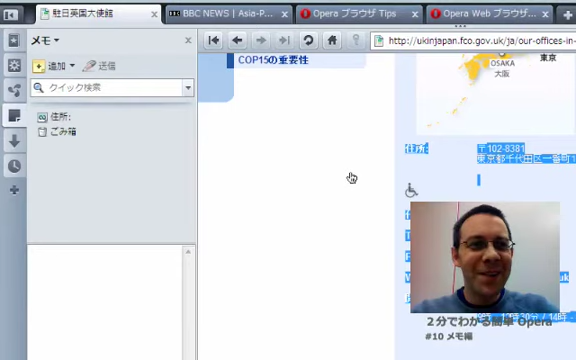 駐日英国大使館
BBC NEWS | Asia-P...
Opera ブラウザ Tips
Opera Web ブラウザ...
メモ
http://ukinjapan.fco.gov.uk/ja/our-offices-in-
追加
送信
クイック検索
住所:
ごみ箱
COP15の重要性
OSAKA
大阪
東京
住所:
〒102-8381
東京都千代田区一番町
2分でわかる簡単 Opera
#10 メモ編